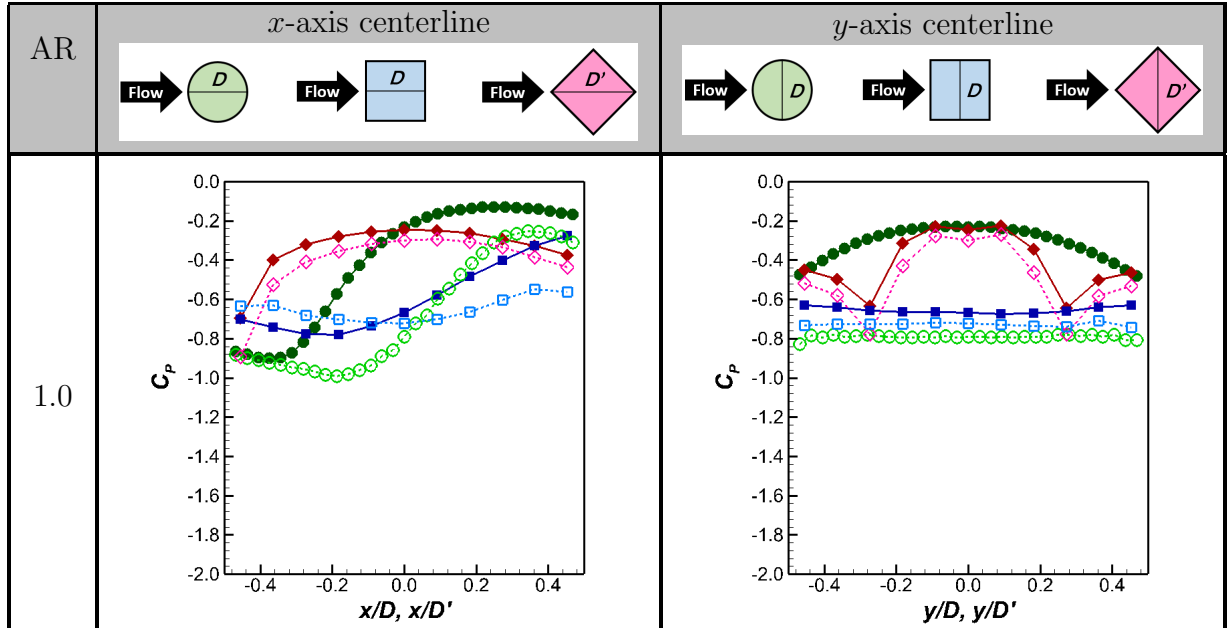 AR
x-axis centerline
Flow D Flow D Flow D'
y-axis centerline
Flow D Flow D Flow D'
1.0
C_P
0.0
-0.2
-0.4
-0.6
-0.8
-1.0
-1.2
-1.4
-1.6
-1.8
-2.0
-0.4 -0.2 0.0 0.2 0.4
x/D, x/D'
C_P
0.0
-0.2
-0.4
-0.6
-0.8
-1.0
-1.2
-1.4
-1.6
-1.8
-2.0
-0.4 -0.2 0.0 0.2 0.4
y/D, y/D'